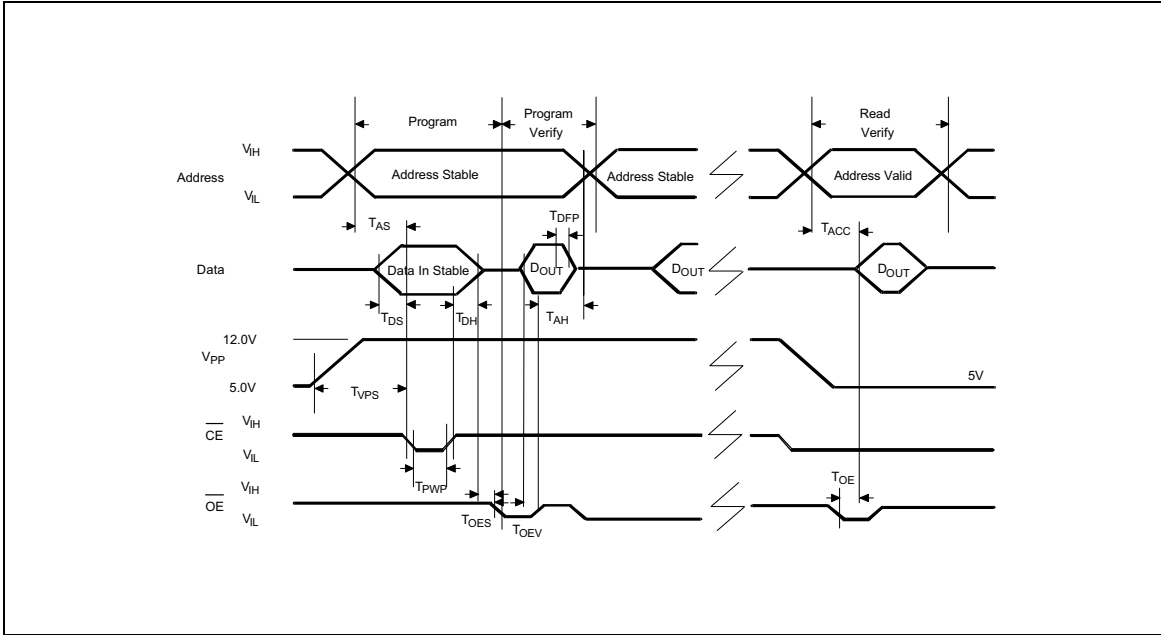 Program
Program
Verify
Read
Verify
VIH
Address
VIL
Address Stable
Address Stable
Address Valid
TAS
TDFP
TACC
Data
Data In Stable
DOUT
DOUT
DOUT
TDS
TDH
TAH
12.0V
VPP
5.0V
TVPS
5V
VIH
CE
VIL
TPWP
VIH
OE
VIL
TOES
TOEV
TOE